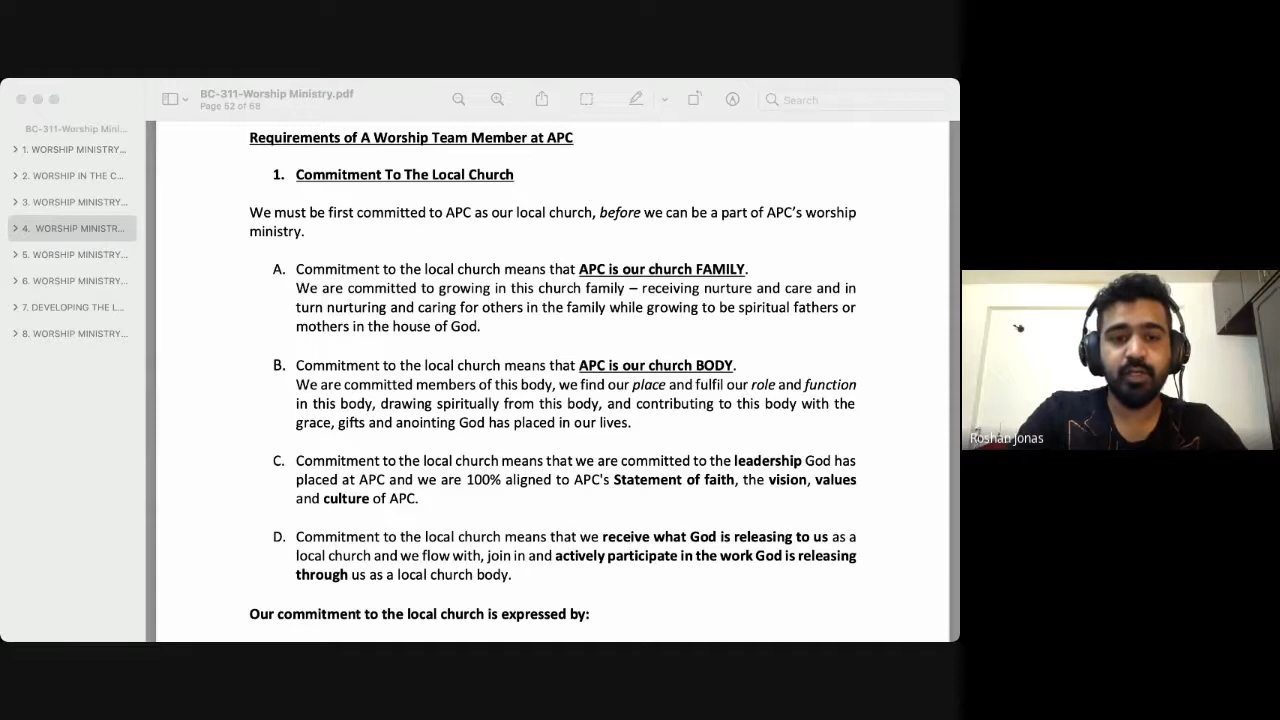 BC-311-Worship Ministry.pdf
Page 52 of 68
Search
BC-311-Worship Mini...
1. WORSHIP MINISTRY...
2. WORSHIP IN THE C...
3. WORSHIP MINISTRY...
4. WORSHIP MINISTR...
5. WORSHIP MINISTRY...
6. WORSHIP MINISTRY...
7. DEVELOPING THE L...
8. WORSHIP MINISTRY...
Requirements of A Worship Team Member at APC
1. Commitment To The Local Church
We must be first committed to APC as our local church, before we can be a part of APC's worship
ministry.
A. Commitment to the local church means that APC is our church FAMILY.
We are committed to growing in this church family – receiving nurture and care and in
turn nurturing and caring for others in the family while growing to be spiritual fathers or
mothers in the house of God.
B. Commitment to the local church means that APC is our church BODY.
We are committed members of this body, we find our place and fulfil our role and function
in this body, drawing spiritually from this body, and contributing to this body with the
grace, gifts and anointing God has placed in our lives.
C. Commitment to the local church means that we are committed to the leadership God has
placed at APC and we are 100% aligned to APC's Statement of faith, the vision, values
and culture of APC.
D. Commitment to the local church means that we receive what God is releasing to us as a
local church and we flow with, join in and actively participate in the work God is releasing
through us as a local church body.
Our commitment to the local church is expressed by:
Roshan Jonas